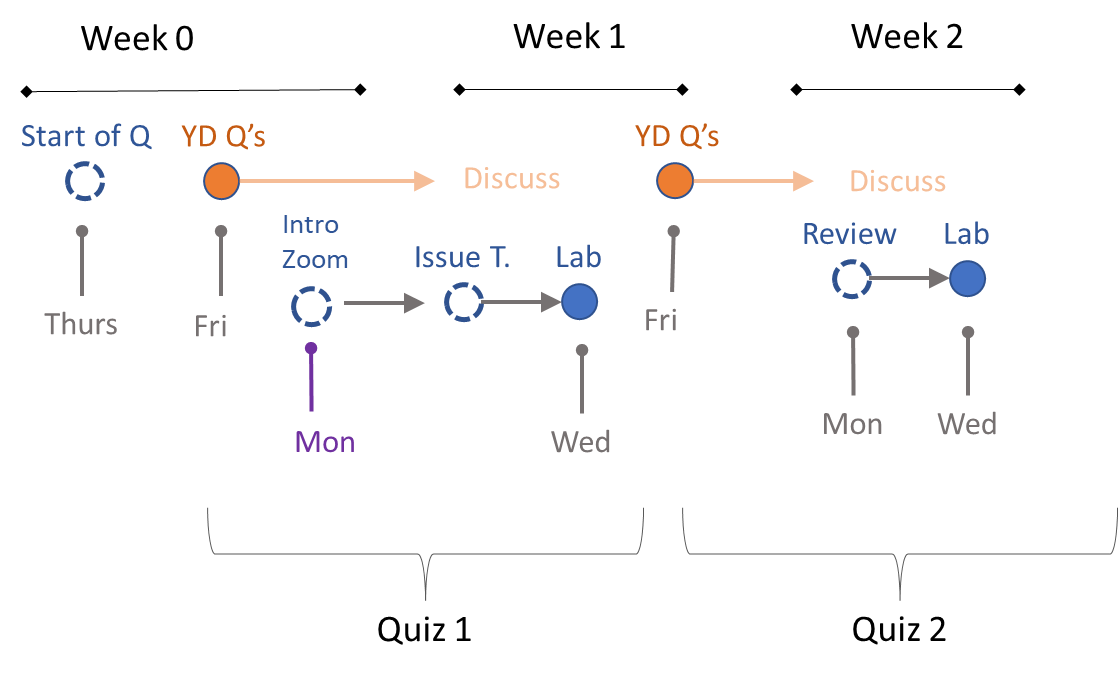 Week 0
Week 1
Week 2
Start of Q
YD Q's
YD Q's
Discuss
Discuss
Intro
Zoom
Issue T.
Lab
Review
Lab
Thurs
Fri
Fri
Mon
Wed
Mon
Wed
Quiz 1
Quiz 2